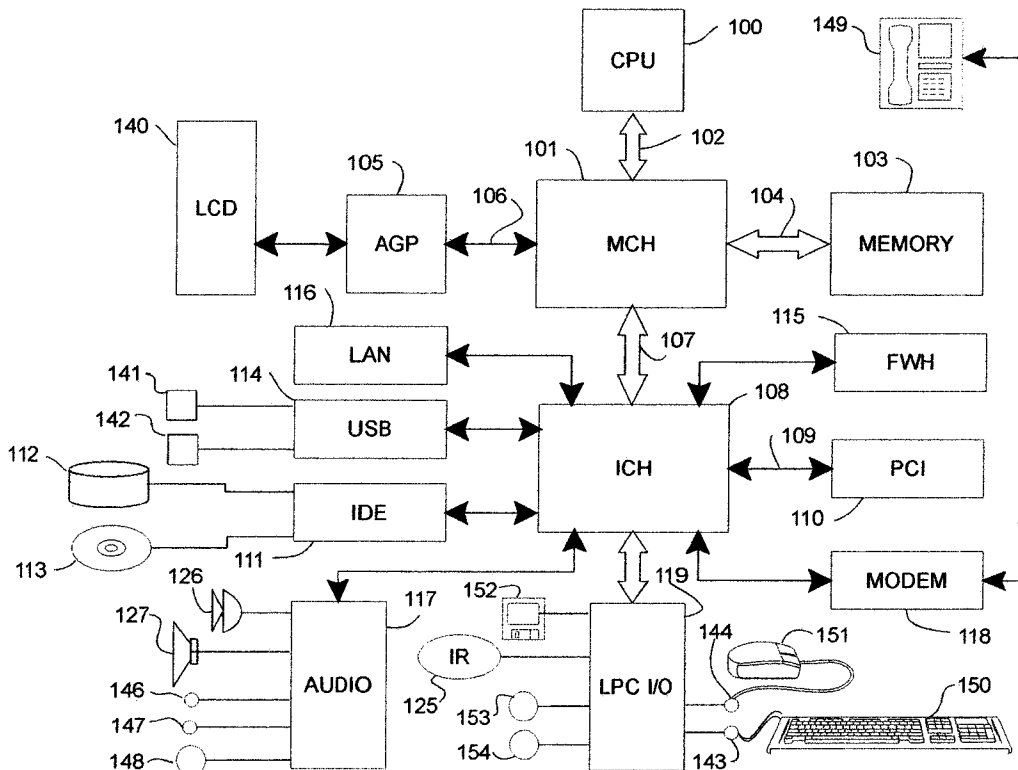 100
CPU
149
140
101
102
105
103
LCD
106
104
AGP
MCH
MEMORY
116
115
107
LAN
FWH
141
114
108
142
USB
109
112
ICH
PCI
IDE
110
113
111
126
152
119
MODEM
127
117
144
151
118
IR
146
AUDIO
LPC I/O
150
125
153
147
154
143
148